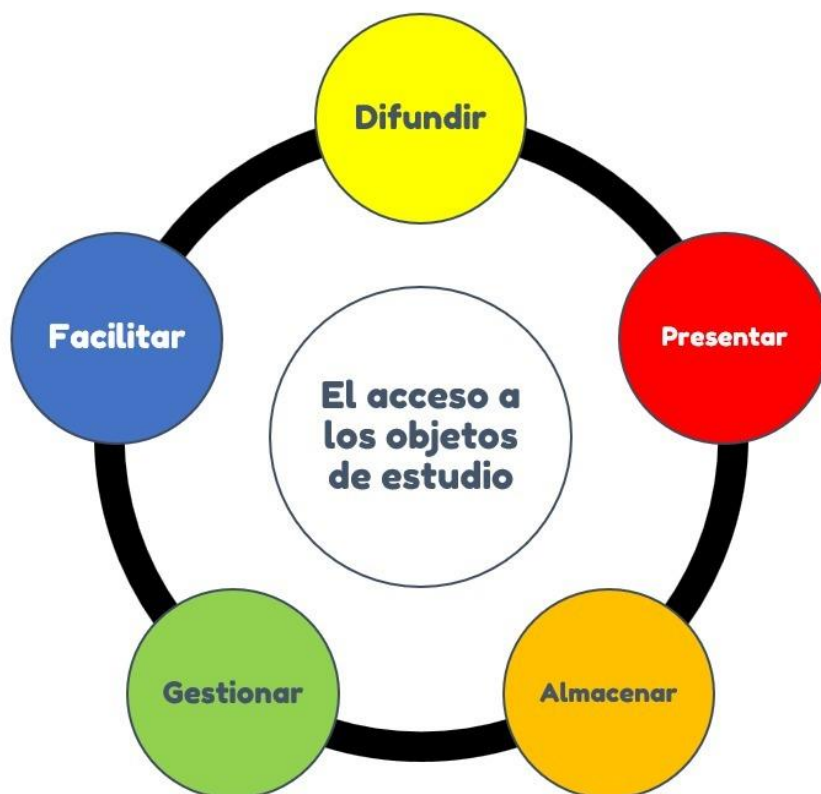 Difundir
Facilitar
Presentar
El acceso a
los objetos
de estudio
Gestionar
Almacenar